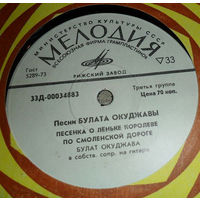 МИНИСТЕРСТВО КУЛЬТУРЫ СССР
МЕЛОДИЯ
ВСЕСОЮЗНАЯ ФИРМА ГРАМПЛАСТИНОК
РИЖСКИЙ ЗАВОД
ГОСТ
5289-73
▽33
33Д-00034883
Третья группа
Цена 70 коп.
Песни БУЛАТА ОКУДЖАВЫ
ПЕСЕНКА О ЛЕНЬКЕ КОРОЛЕВЕ
ПО СМОЛЕНСКОЙ ДОРОГЕ
БУЛАТ ОКУДЖАВА
в собств. сопр. на гитаре